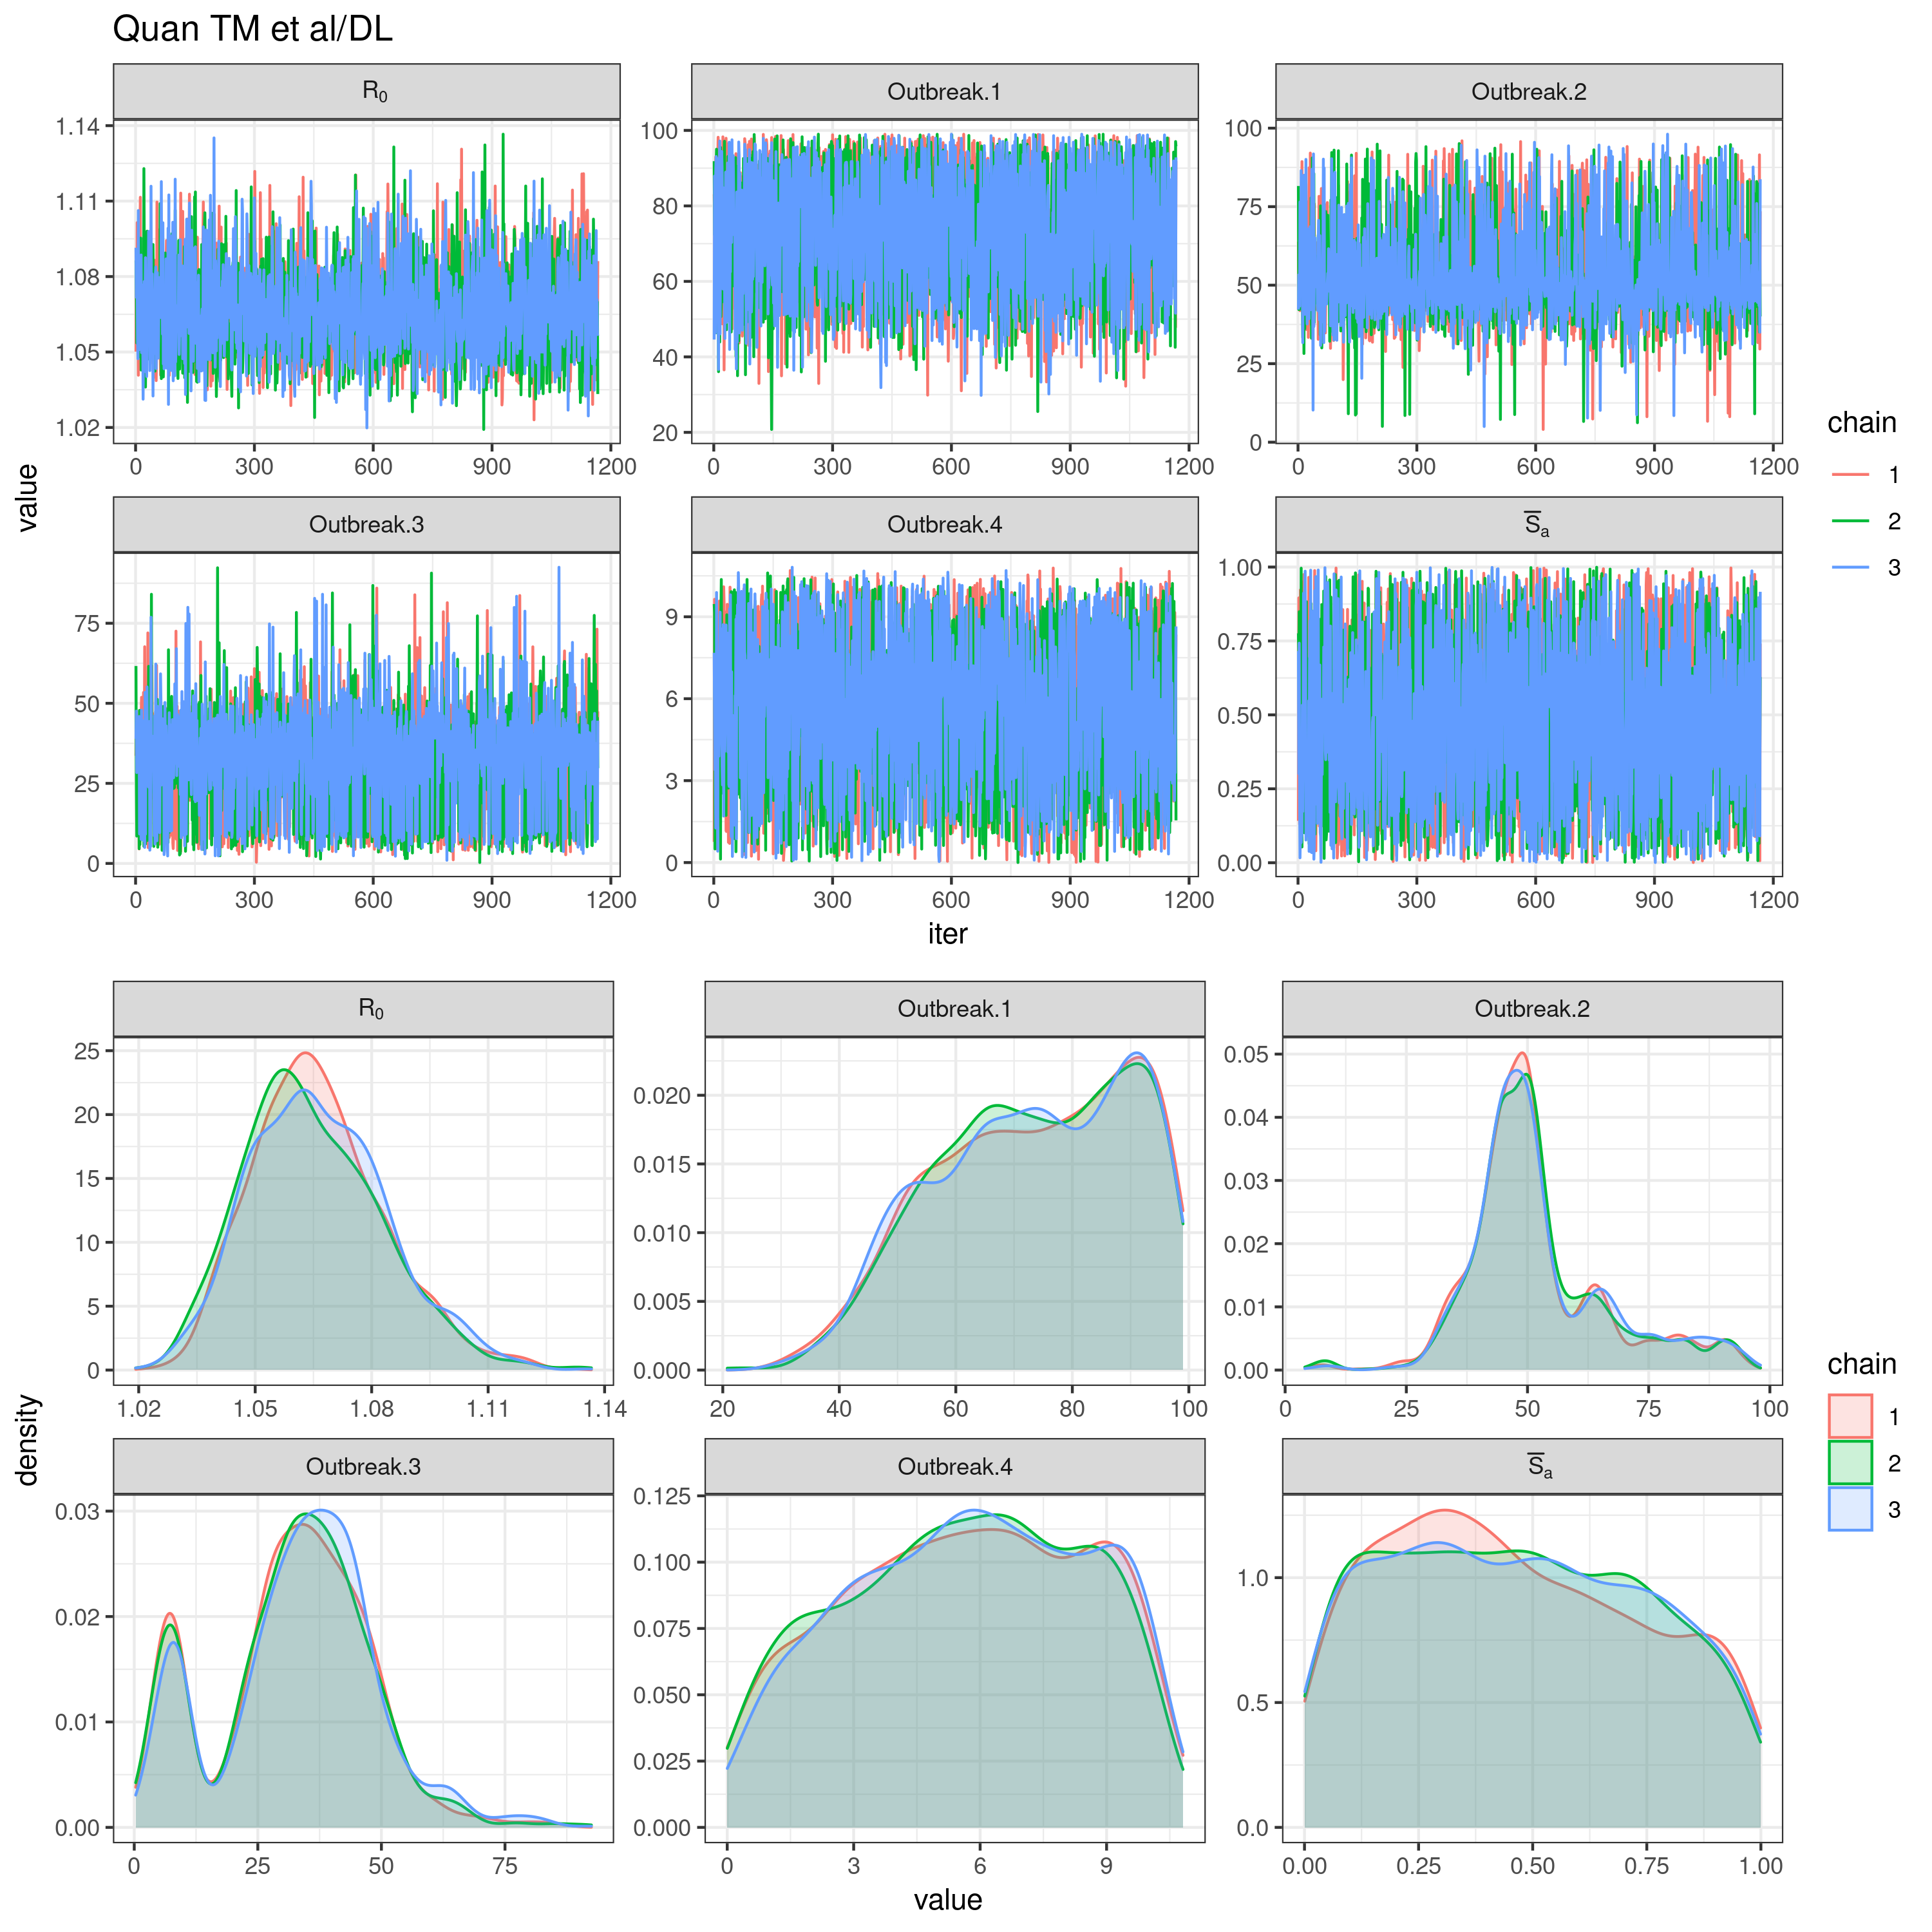 Quan TM et al/DL
R₀ Outbreak.1 Outbreak.2
1.14 1.11 1.08 1.05 1.02
100 80 60 40 20
100 75 50 25 0
0 300 600 900 1200
0 300 600 900 1200
0 300 600 900 1200
value
Outbreak.3 Outbreak.4 S̅ₐ
75 50 25 0
9 6 3 0
1.00 0.75 0.50 0.25 0.00
0 300 600 900 1200
0 300 600 900 1200
0 300 600 900 1200
iter
chain
1
2
3
R₀ Outbreak.1 Outbreak.2
25 20 15 10 5 0
0.020 0.015 0.010 0.005 0.000
0.05 0.04 0.03 0.02 0.01 0.00
1.02 1.05 1.08 1.11 1.14
20 40 60 80 100
0 25 50 75 100
density
Outbreak.3 Outbreak.4 S̅ₐ
0.03 0.02 0.01 0.00
0.125 0.100 0.075 0.050 0.025 0.000
1.0 0.5 0.0
0 25 50 75
0 3 6 9
0.00 0.25 0.50 0.75 1.00
value
chain
1
2
3